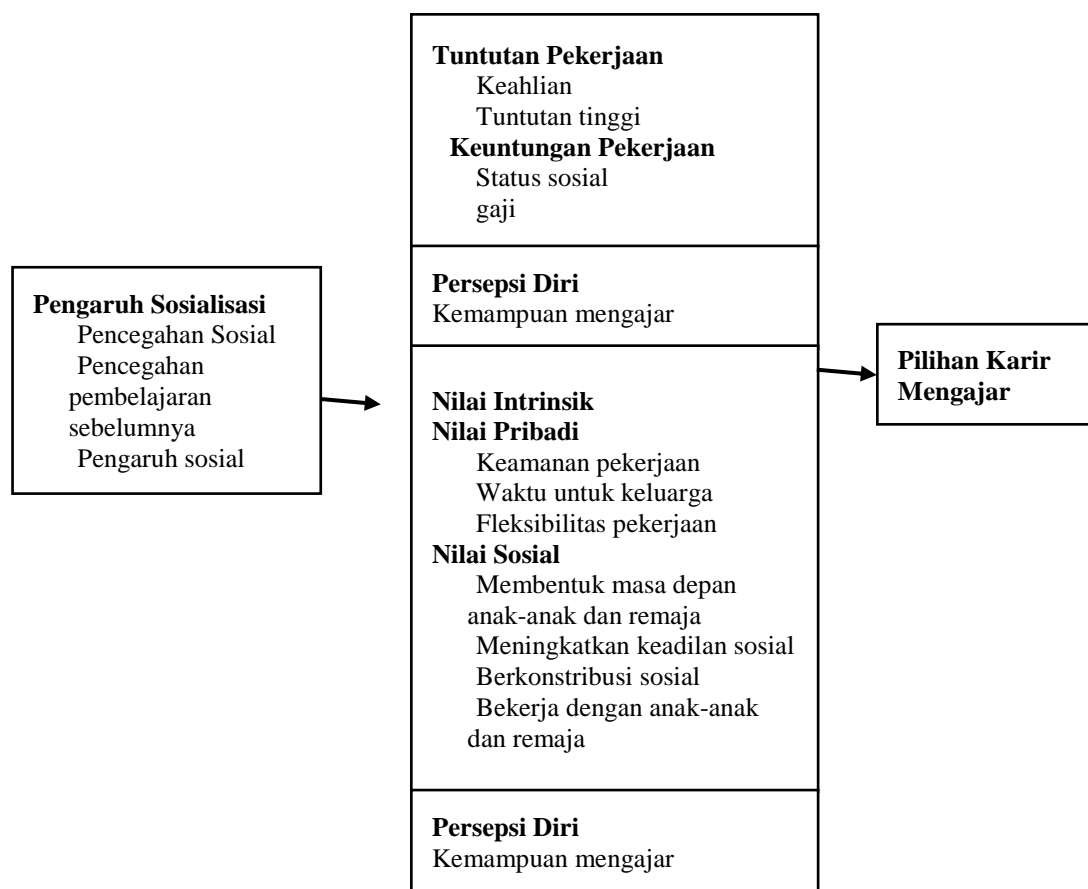 Pengaruh Sosialisasi
Pencegahan Sosial
Pencegahan
pembelajaran
sebelumnya
Pengaruh sosial
Tuntutan Pekerjaan
Keahlian
Tuntutan tinggi
Keuntungan Pekerjaan
Status sosial
gaji
Persepsi Diri
Kemampuan mengajar
Nilai Intrinsik
Nilai Pribadi
Keamanan pekerjaan
Waktu untuk keluarga
Fleksibilitas pekerjaan
Nilai Sosial
Membentuk masa depan
anak-anak dan remaja
Meningkatkan keadilan sosial
Berkonstribusi sosial
Bekerja dengan anak-anak
dan remaja
Persepsi Diri
Kemampuan mengajar
Pilihan Karir
Mengajar